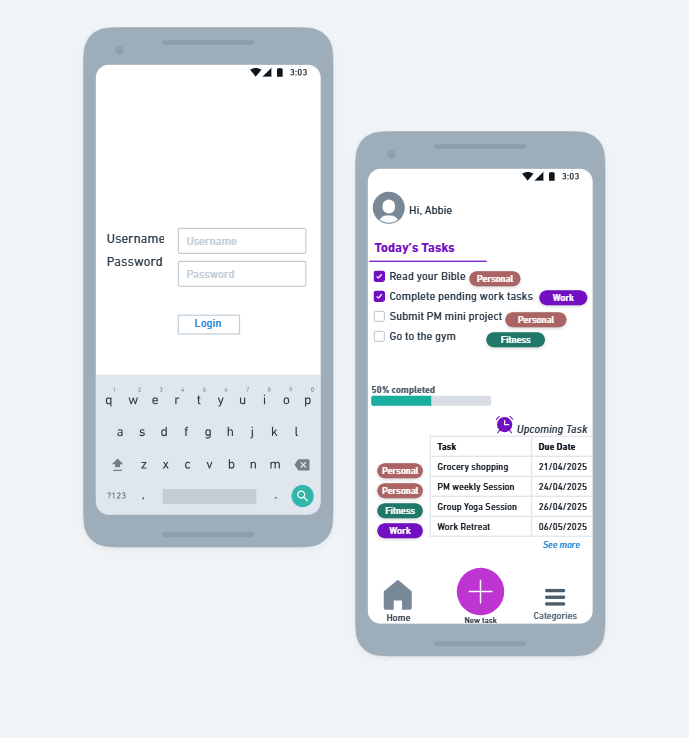 3:03
Username Username
Password Password
Login
1 2 3 4 5 6 7 8 9 0
q w e r t y u i o p
a s d f g h j k l
z x c v b n m
?123 , .
3:03
Hi, Abbie
Today's Tasks
Read your Bible Personal
Complete pending work tasks Work
Submit PM mini project Personal
Go to the gym Fitness
50% completed
Upcoming Task
Task Due Date
Personal Grocery shopping 21/04/2025
Personal PM weekly Session 24/04/2025
Fitness Group Yoga Session 26/04/2025
Work Work Retreat 06/05/2025
See more
Home New task Categories